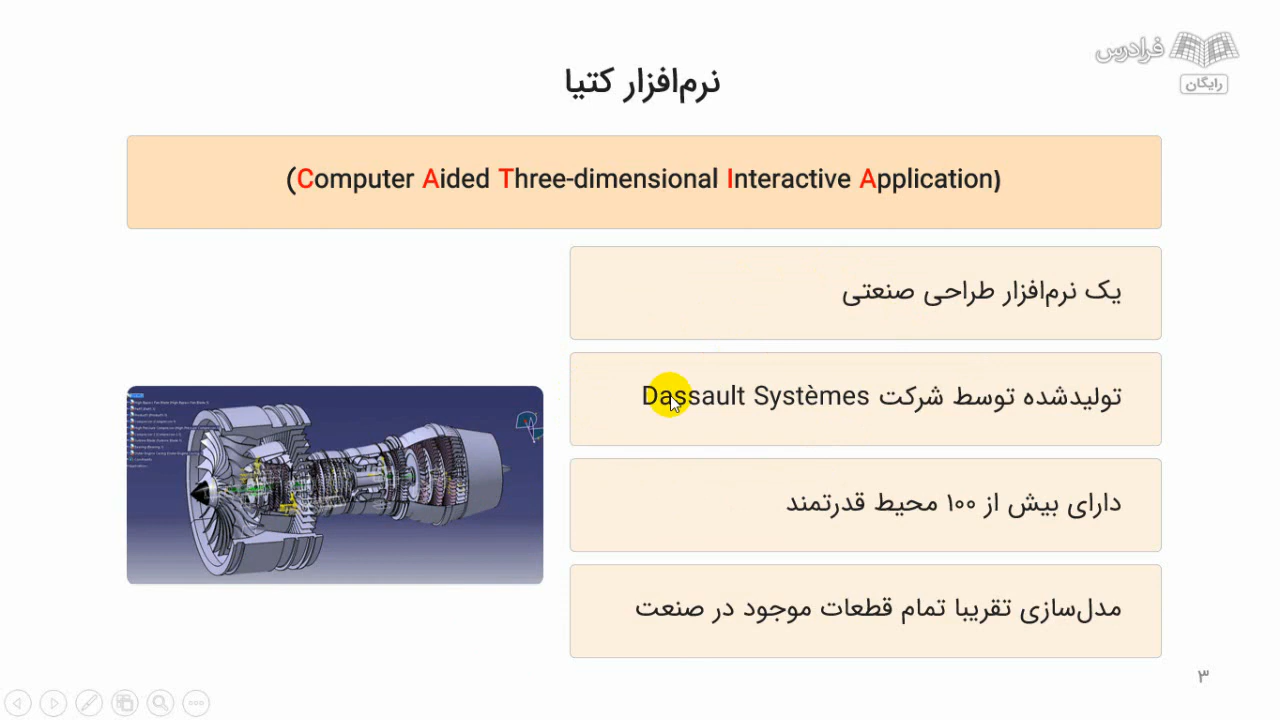 فرادرس
رایگان
نرم‌افزار کتیا
(Computer Aided Three-dimensional Interactive Application)
یک نرم‌افزار طراحی صنعتی
تولیدشده توسط شرکت Dassault Systèmes
دارای بیش از ۱۰۰ محیط قدرتمند
مدل‌سازی تقریبا تمام قطعات موجود در صنعت
۳